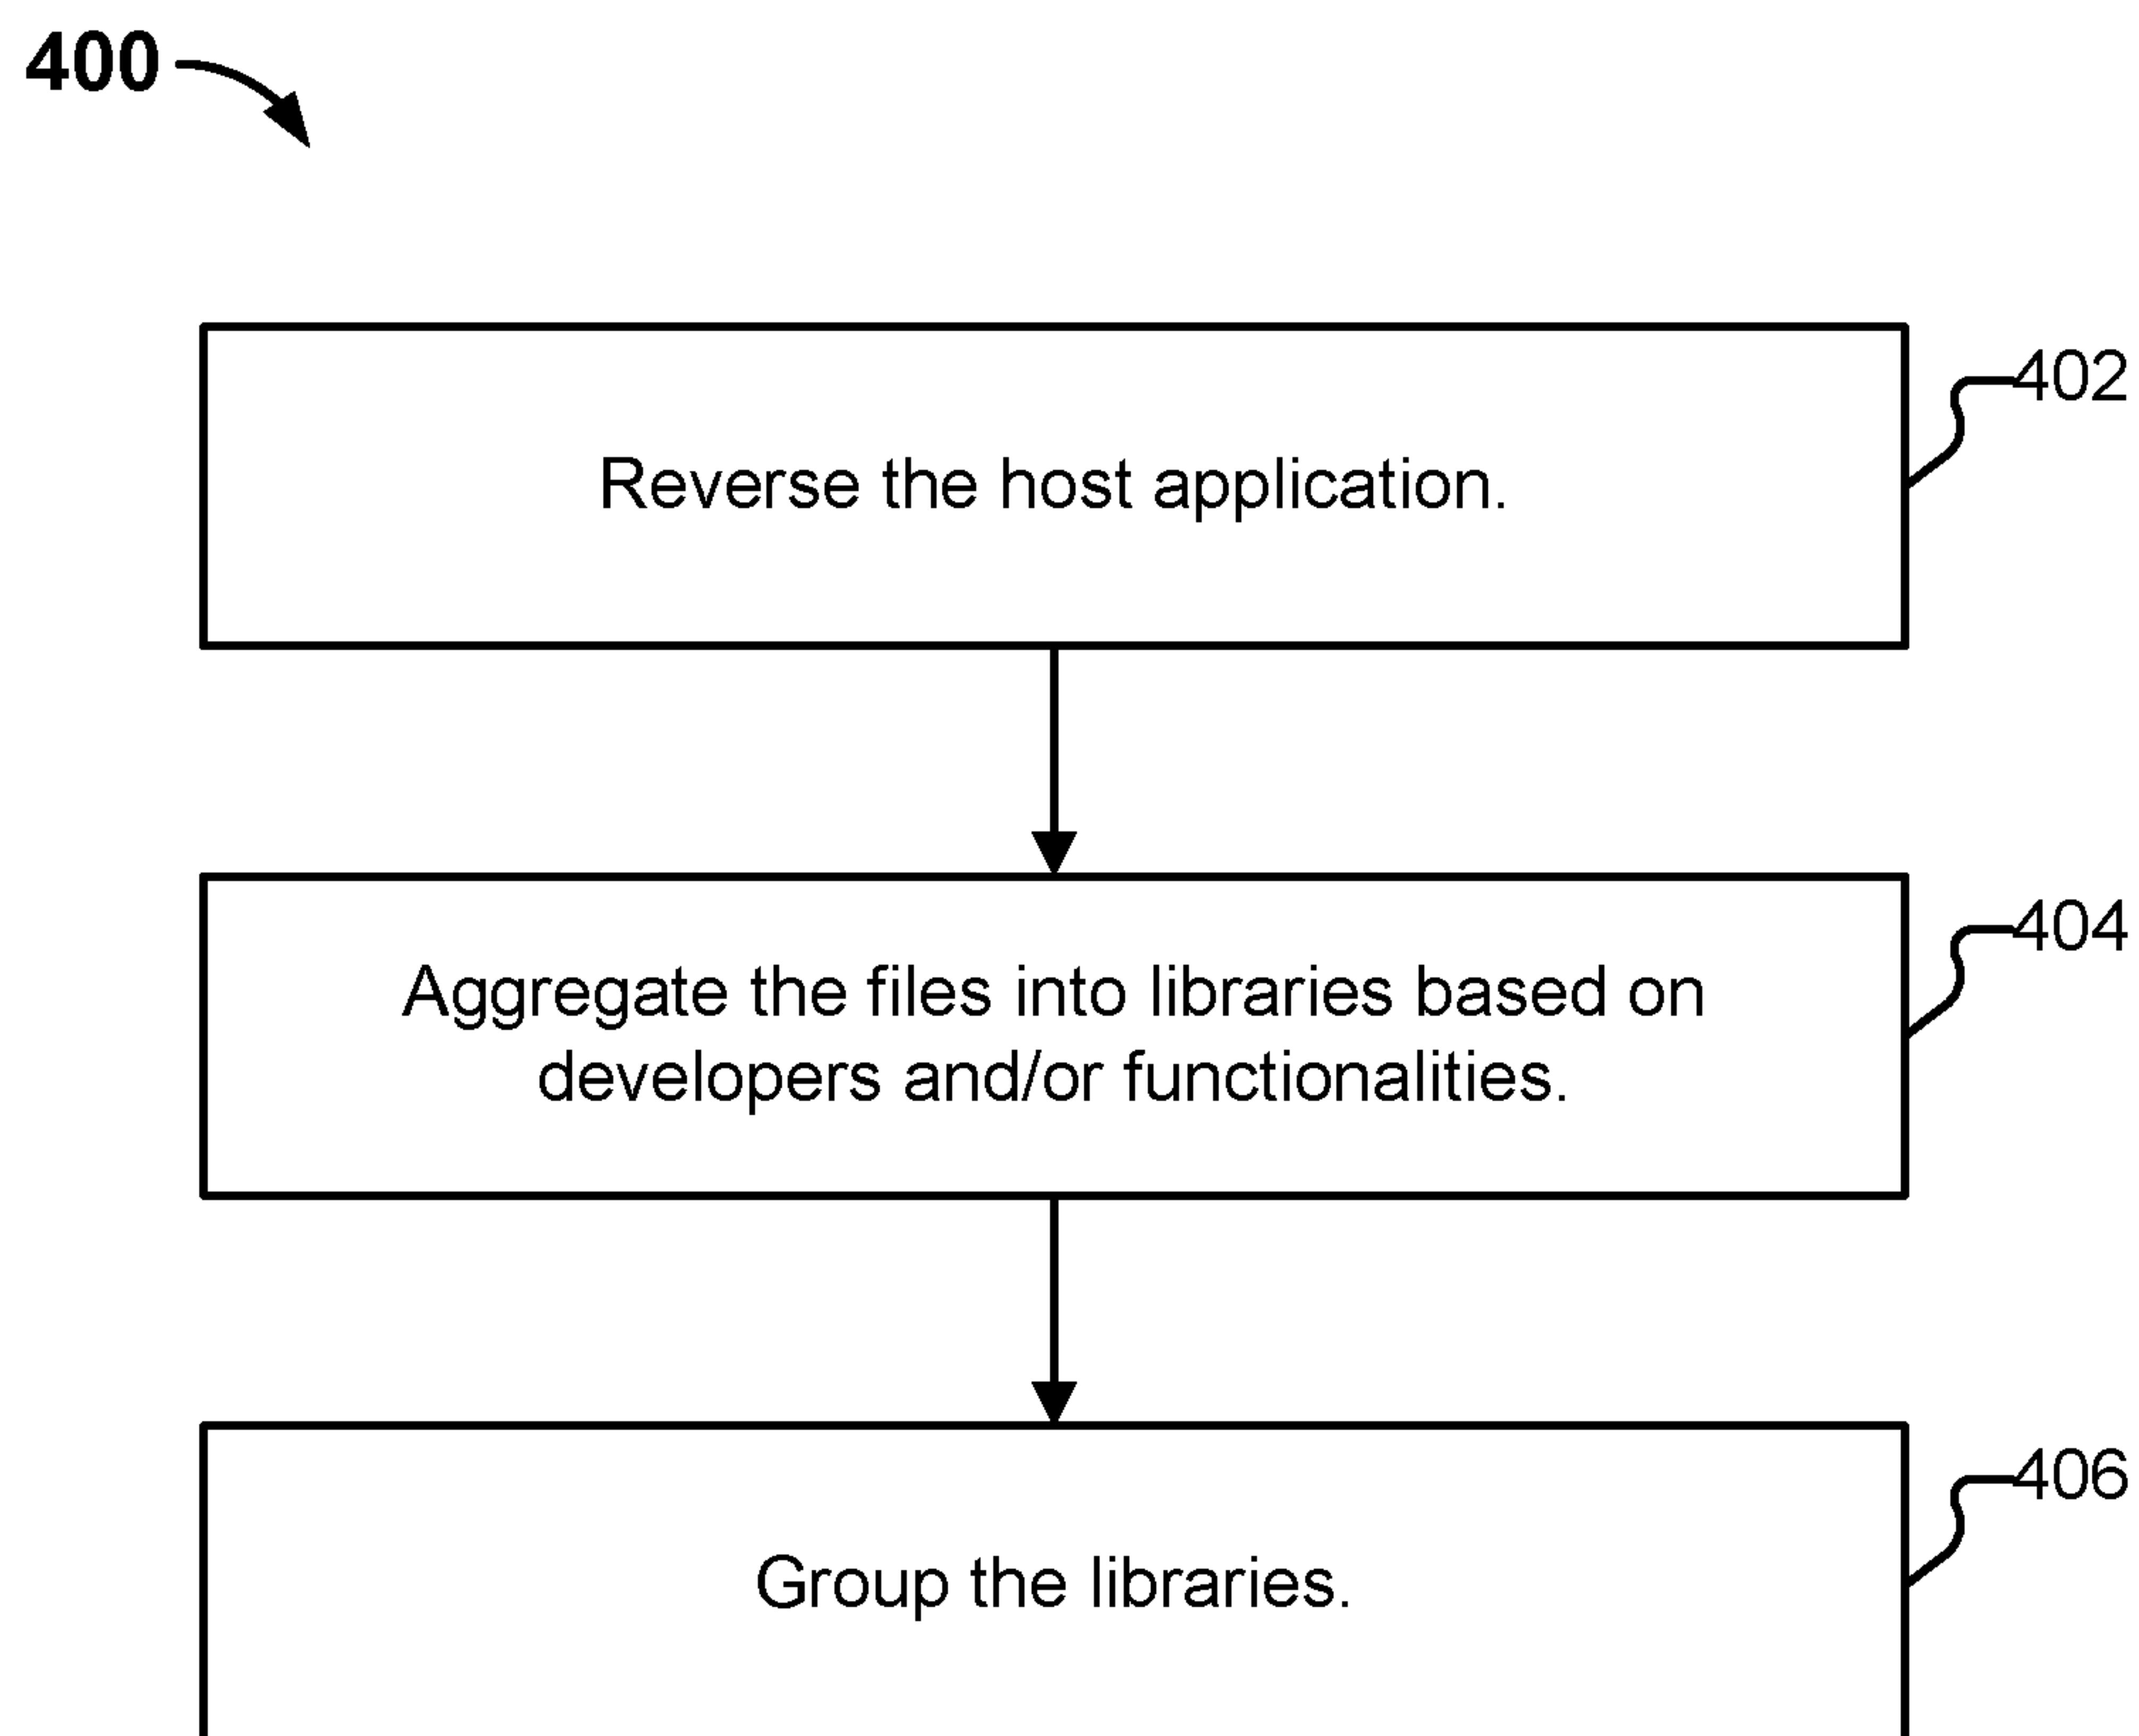 400
402
Reverse the host application.
404
Aggregate the files into libraries based on
developers and/or functionalities.
406
Group the libraries.